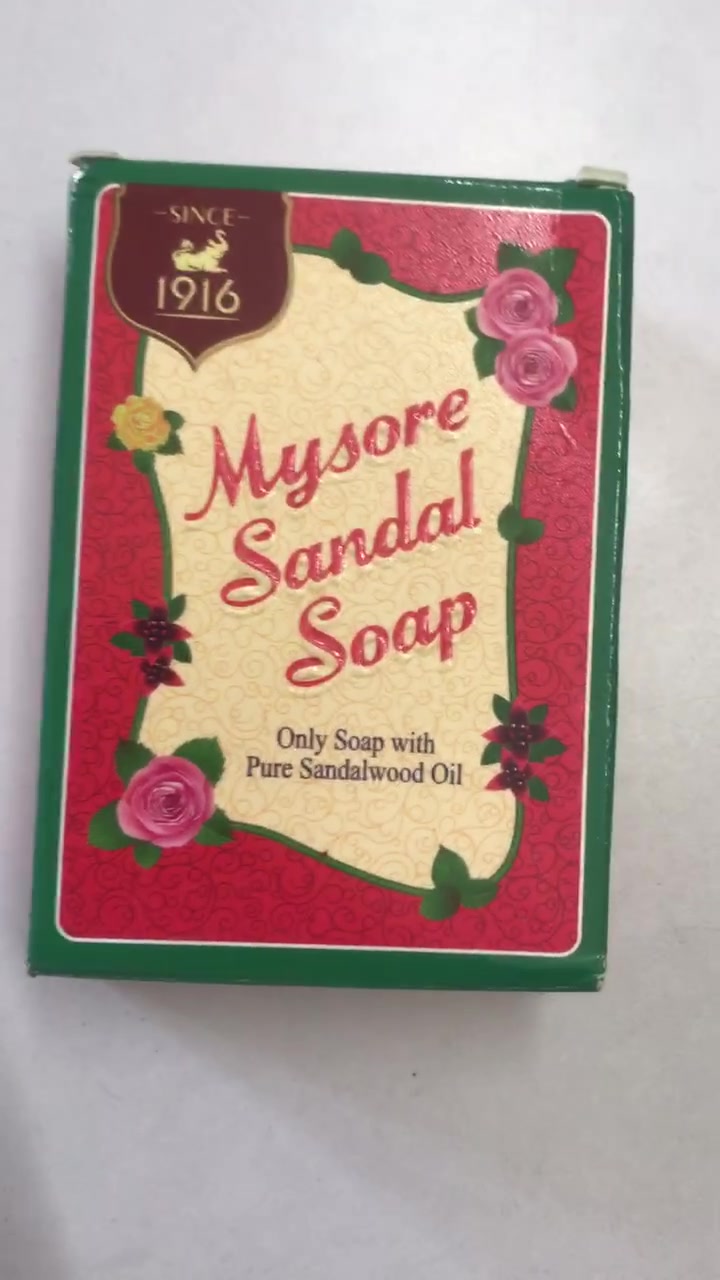 -SINCE-
1916
Mysore
Sandal
Soap
Only Soap with
Pure Sandalwood Oil